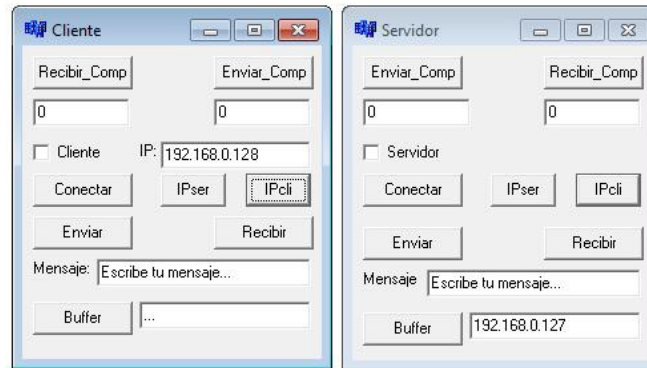 Cliente
Recibir_Comp Enviar_Comp
0 0
Cliente IP: 192.168.0.128
Conectar IPser IPcli
Enviar Recibir
Mensaje: Escribe tu mensaje...
Buffer ...
Servidor
Enviar_Comp Recibir_Comp
0 0
Servidor
Conectar IPser IPcli
Enviar Recibir
Mensaje Escribe tu mensaje...
Buffer 192.168.0.127